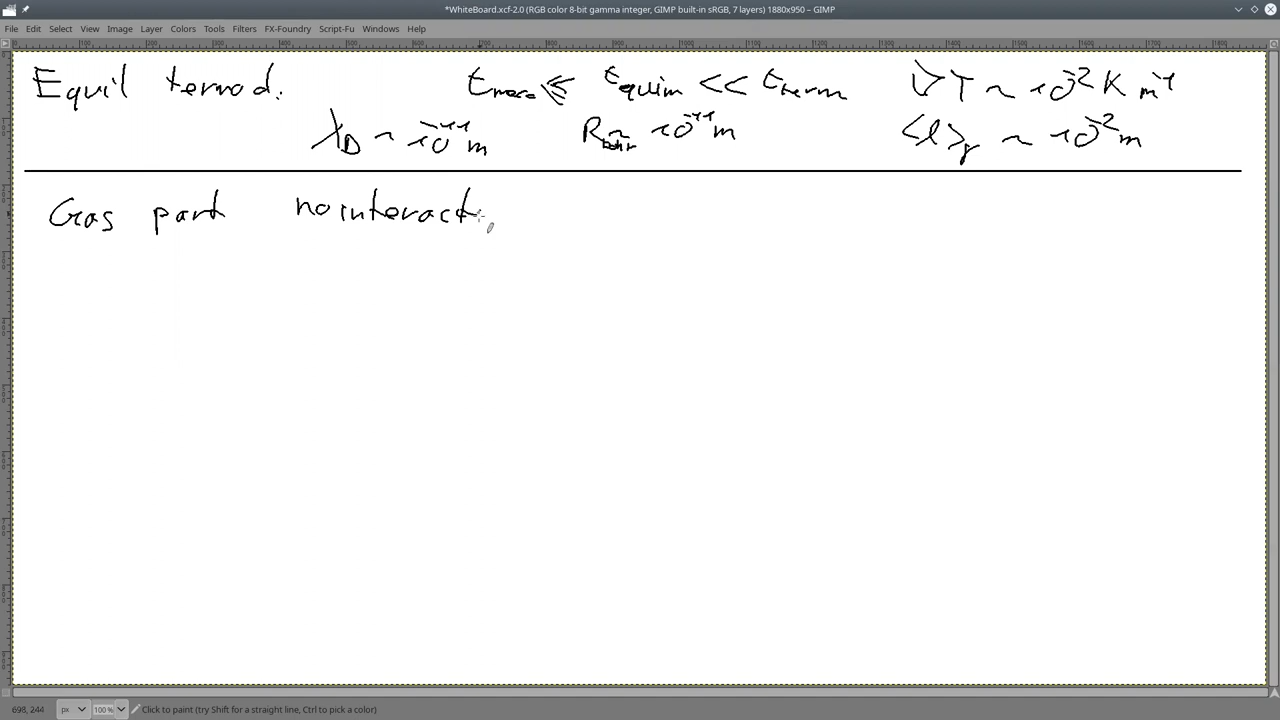 *WhiteBoard.xcf-2.0 (RGB color 8-bit gamma integer, GIMP built-in sRGB, 7 layers) 1880x950 – GIMP
File Edit Select View Image Layer Colors Tools Filters FX-Foundry Script-Fu Windows Help
Equil termod. t << t_quim << t_term ∇T ~ 10^-2 K m^-1
λ_D ~ 10^-11 m R_bohr ~ 10^-11 m <l>_γ ~ 10^-2 m
Gas part nointeract
698, 244 px 100% Click to paint (try Shift for a straight line, Ctrl to pick a color)